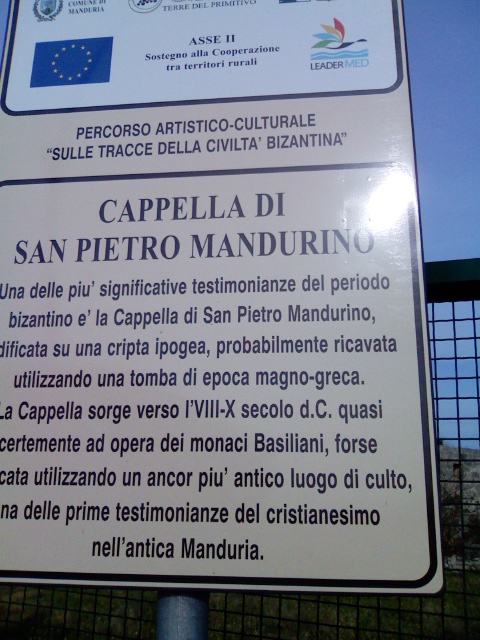 COMUNE DI
MANDURIA
TERRE DEL PRIMITIVO
ASSE II
Sostegno alla Cooperazione
tra territori rurali
LEADERMED
PERCORSO ARTISTICO-CULTURALE
“SULLE TRACCE DELLA CIVILTA’ BIZANTINA”
CAPPELLA DI
SAN PIETRO MANDURINO
Una delle piu’ significative testimonianze del periodo
bizantino e’ la Cappella di San Pietro Mandurino,
dificata su una cripta ipogea, probabilmente ricavata
utilizzando una tomba di epoca magno-greca.
La Cappella sorge verso l’VIII-X secolo d.C. quasi
certemente ad opera dei monaci Basiliani, forse
cata utilizzando un ancor piu’ antico luogo di culto,
na delle prime testimonianze del cristianesimo
nell’antica Manduria.